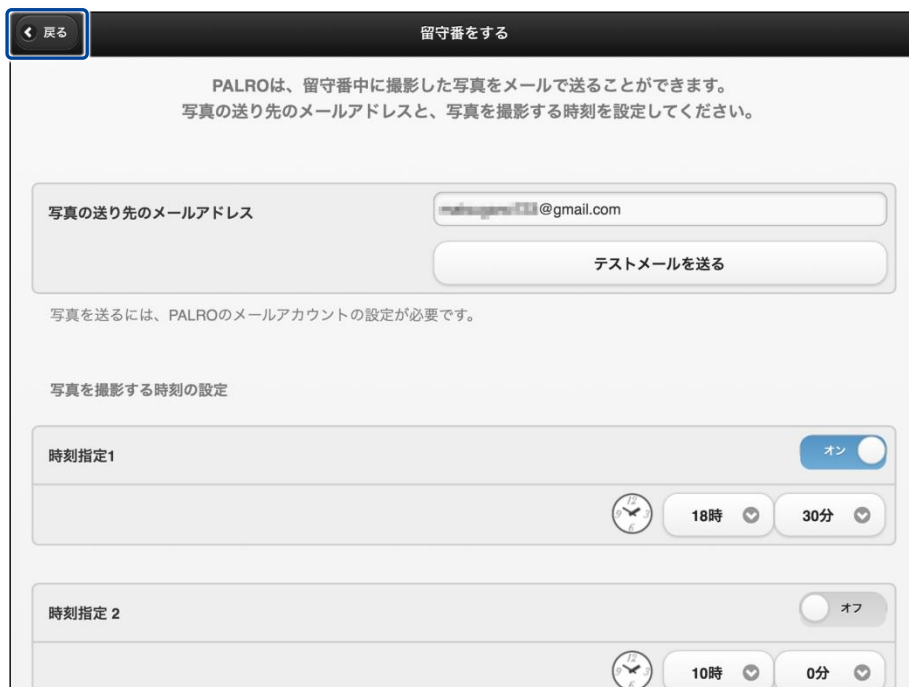 戻る
留守番をする
PALROは、留守番中に撮影した写真をメールで送ることができます。
写真の送り先のメールアドレスと、写真を撮影する時刻を設定してください。
写真の送り先のメールアドレス
@gmail.com
テストメールを送る
写真を送るには、PALROのメールアカウントの設定が必要です。
写真を撮影する時刻の設定
時刻指定1
オン
12
9 3
6
18時
30分
時刻指定 2
オフ
12
9 3
6
10時
0分